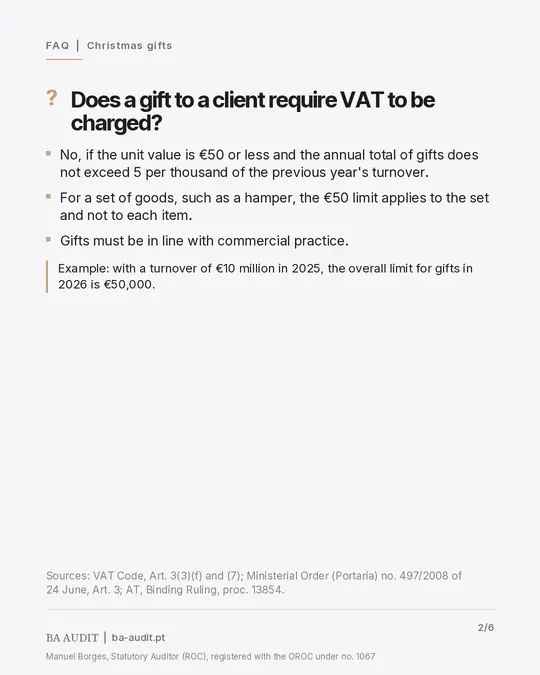 FAQ | Christmas gifts
? Does a gift to a client require VAT to be
charged?
No, if the unit value is €50 or less and the annual total of gifts does
not exceed 5 per thousand of the previous year's turnover.
For a set of goods, such as a hamper, the €50 limit applies to the set
and not to each item.
Gifts must be in line with commercial practice.
Example: with a turnover of €10 million in 2025, the overall limit for gifts in
2026 is €50,000.
Sources: VAT Code, Art. 3(3)(f) and (7); Ministerial Order (Portaria) no. 497/2008 of
24 June, Art. 3; AT, Binding Ruling, proc. 13854.
2/6
BA AUDIT | ba-audit.pt
Manuel Borges, Statutory Auditor (ROC), registered with the OROC under no. 1067